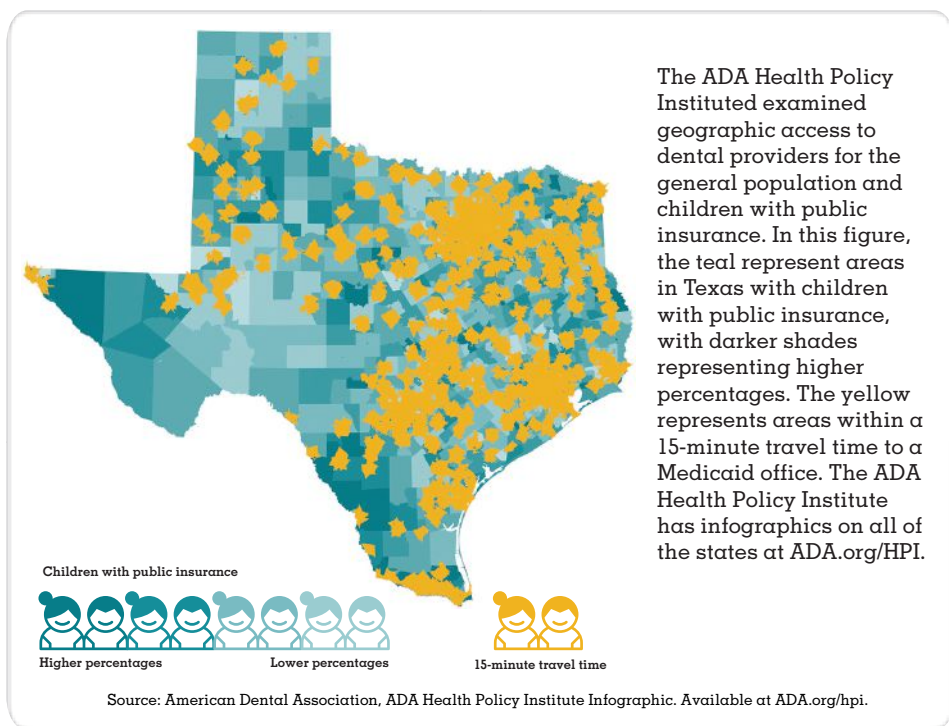 The ADA Health Policy
Instituted examined
geographic access to
dental providers for the
general population and
children with public
insurance. In this figure,
the teal represent areas
in Texas with children
with public insurance,
with darker shades
representing higher
percentages. The yellow
represents areas within a
15-minute travel time to a
Medicaid office. The ADA
Health Policy Institute
has infographics on all of
the states at ADA.org/HPI.
Children with public insurance
Higher percentages
Lower percentages
15-minute travel time
Source: American Dental Association, ADA Health Policy Institute Infographic. Available at ADA.org/hpi.